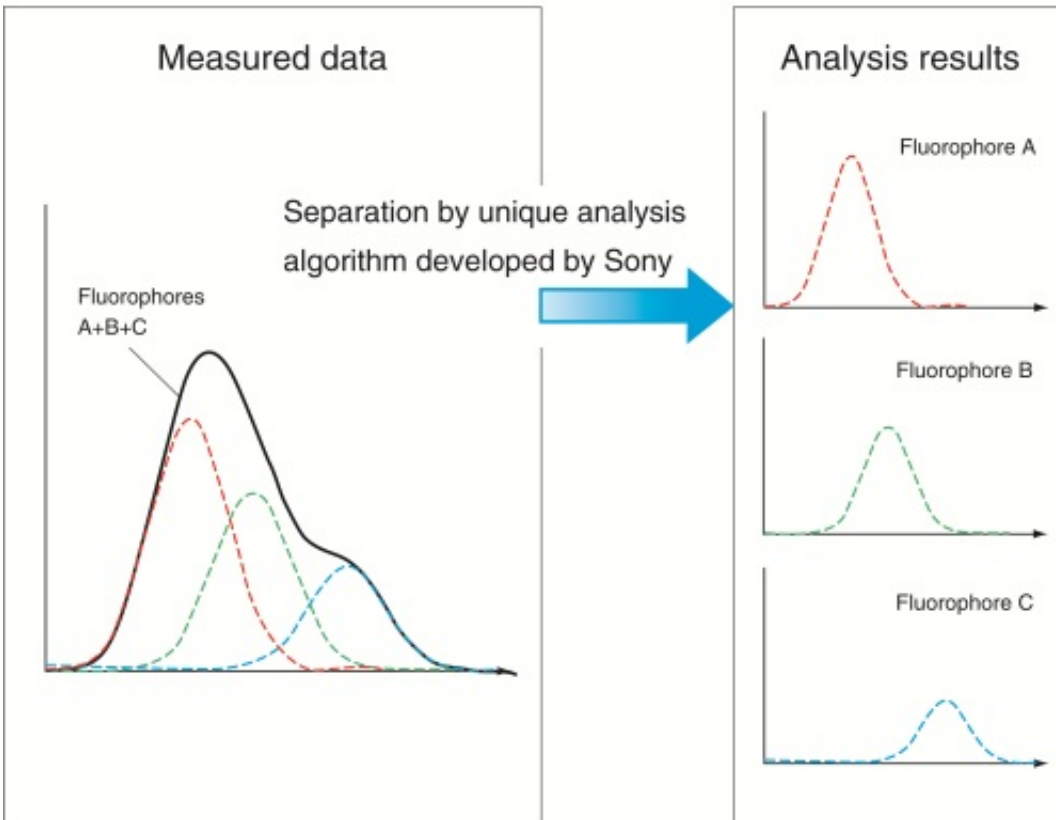 Measured data
Separation by unique analysis
algorithm developed by Sony
Fluorophores
A+B+C
Analysis results
Fluorophore A
Fluorophore B
Fluorophore C